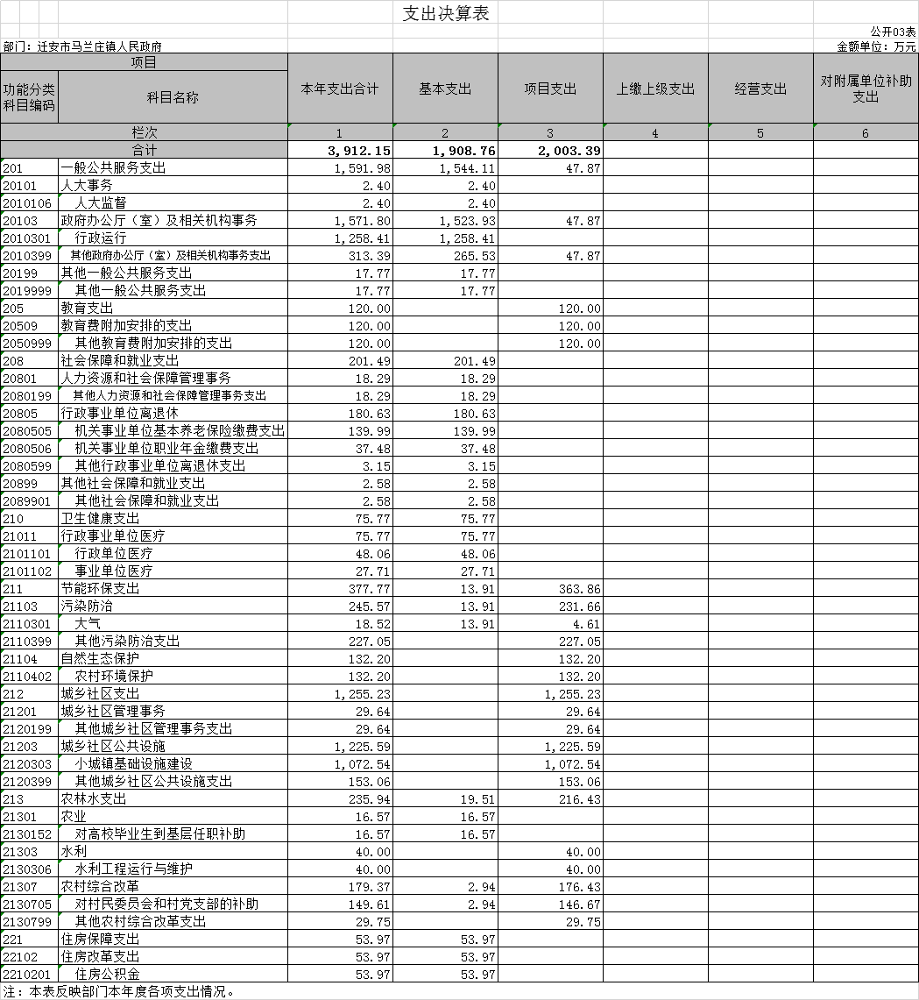 支出决算表
公开03表
部门：迁安市马兰庄镇人民政府 金额单位：万元
项目 本年支出合计 基本支出 项目支出 上缴上级支出 经营支出 对附属单位补助支出
功能分类科目编码 科目名称
栏次 1 2 3 4 5 6
合计 3,912.15 1,908.76 2,003.39
201 一般公共服务支出 1,591.98 1,544.11 47.87
20101 人大事务 2.40 2.40
2010106 人大监督 2.40 2.40
20103 政府办公厅（室）及相关机构事务 1,571.80 1,523.93 47.87
2010301 行政运行 1,258.41 1,258.41
2010399 其他政府办公厅（室）及相关机构事务支出 313.39 265.53 47.87
20199 其他一般公共服务支出 17.77 17.77
2019999 其他一般公共服务支出 17.77 17.77
205 教育支出 120.00 120.00
20509 教育费附加安排的支出 120.00 120.00
2050999 其他教育费附加安排的支出 120.00 120.00
208 社会保障和就业支出 201.49 201.49
20801 人力资源和社会保障管理事务 18.29 18.29
2080199 其他人力资源和社会保障管理事务支出 18.29 18.29
20805 行政事业单位离退休 180.63 180.63
2080505 机关事业单位基本养老保险缴费支出 139.99 139.99
2080506 机关事业单位职业年金缴费支出 37.48 37.48
2080599 其他行政事业单位离退休支出 3.15 3.15
20899 其他社会保障和就业支出 2.58 2.58
2089901 其他社会保障和就业支出 2.58 2.58
210 卫生健康支出 75.77 75.77
21011 行政事业单位医疗 75.77 75.77
2101101 行政单位医疗 48.06 48.06
2101102 事业单位医疗 27.71 27.71
211 节能环保支出 377.77 13.91 363.86
21103 污染防治 245.57 13.91 231.66
2110301 大气 18.52 13.91 4.61
2110399 其他污染防治支出 227.05 227.05
21104 自然生态保护 132.20 132.20
2110402 农村环境保护 132.20 132.20
212 城乡社区支出 1,255.23 1,255.23
21201 城乡社区管理事务 29.64 29.64
2120199 其他城乡社区管理事务支出 29.64 29.64
21203 城乡社区公共设施 1,225.59 1,225.59
2120303 小城镇基础设施建设 1,072.54 1,072.54
2120399 其他城乡社区公共设施支出 153.06 153.06
213 农林水支出 235.94 19.51 216.43
21301 农业 16.57 16.57
2130152 对高校毕业生到基层任职补助 16.57 16.57
21303 水利 40.00 40.00
2130306 水利工程运行与维护 40.00 40.00
21307 农村综合改革 179.37 2.94 176.43
2130705 对村民委员会和村党支部的补助 149.61 2.94 146.67
2130799 其他农村综合改革支出 29.75 29.75
221 住房保障支出 53.97 53.97
22102 住房改革支出 53.97 53.97
2210201 住房公积金 53.97 53.97
注：本表反映部门本年度各项支出情况。